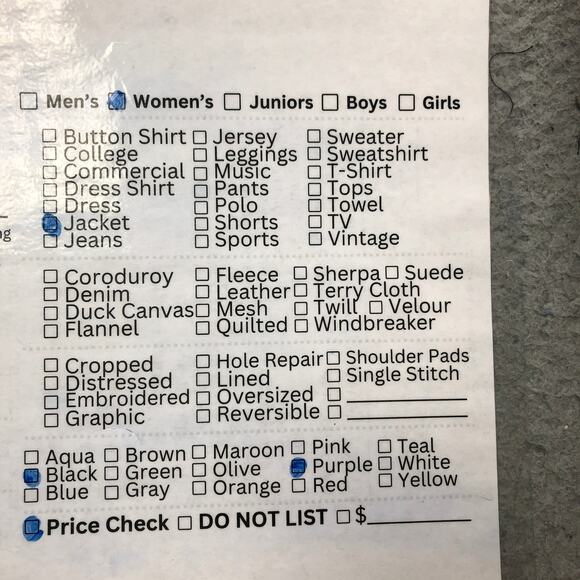 Men's Women's Juniors Boys Girls
Button Shirt Jersey Sweater
College Leggings Sweatshirt
Commercial Music T-Shirt
Dress Shirt Pants Tops
Dress Polo Towel
Jacket Shorts TV
Jeans Sports Vintage
Coroduroy Fleece Sherpa Suede
Denim Leather Terry Cloth
Duck Canvas Mesh Twill Velour
Flannel Quilted Windbreaker
Cropped Hole Repair Shoulder Pads
Distressed Lined Single Stitch
Embroidered Oversized
Graphic Reversible
Aqua Brown Maroon Pink Teal
Black Green Olive Purple White
Blue Gray Orange Red Yellow
Price Check DO NOT LIST $